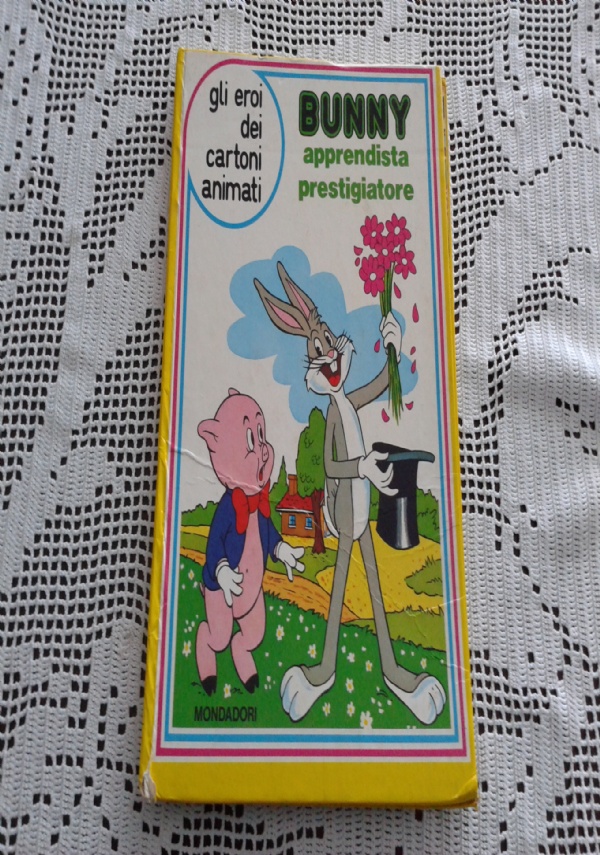 gli eroi
dei
cartoni
animati
BUNNY
apprendista
prestigiatore
MONDADORI